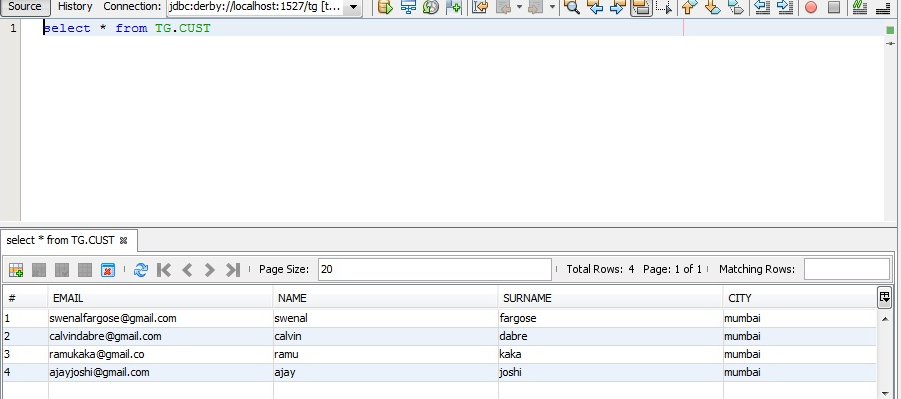 Source History Connection: jdbc:derby://localhost:1527/tg [t...
1 select * from TG.CUST
select * from TG.CUST
Page Size: 20 Total Rows: 4 Page: 1 of 1 Matching Rows:
# EMAIL NAME SURNAME CITY
1 swenalfargose@gmail.com swenal fargose mumbai
2 calvindabre@gmail.com calvin dabre mumbai
3 ramukaka@gmail.co ramu kaka mumbai
4 ajayjoshi@gmail.com ajay joshi mumbai